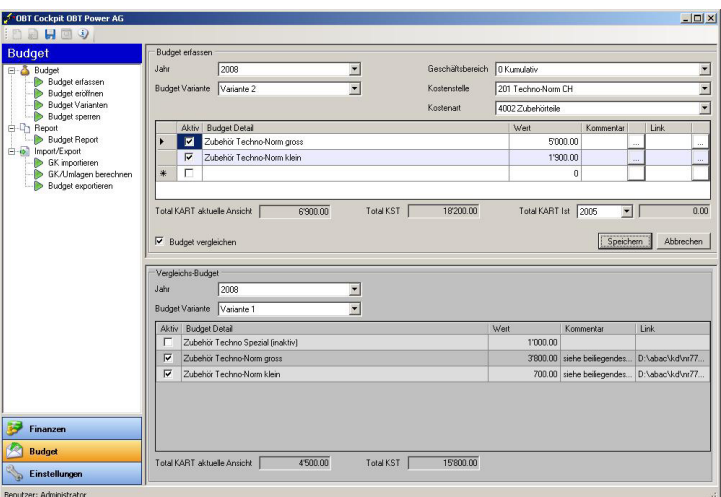 OBT Cockpit OBT Power AG
Budget
Budget
Budget erfassen
Budget eröffnen
Budget Varianten
Budget sperren
Report
Budget Report
Import/Export
GK importieren
GK/Umlagen berechnen
Budget exportieren
Finanzen
Budget
Einstellungen
Budget erfassen
Jahr 2008 Geschäftsbereich 0 Kumulativ
Budget Variante Variante 2 Kostenstelle 201 Techno-Norm CH
Kostenart 4002 Zubehörteile
Aktiv Budget Detail Wert Kommentar Link
Zubehör Techno-Norm gross 5'000.00 ... ...
Zubehör Techno-Norm klein 1'900.00 ... ...
* 0
Total KART aktuelle Ansicht 6'900.00 Total KST 18'200.00 Total KART Ist 2005 0.00
Budget vergleichen Speichern Abbrechen
Vergleichs-Budget
Jahr 2008
Budget Variante Variante 1
Aktiv Budget Detail Wert Kommentar Link
Zubehör Techno Spezial (inaktiv) 1'000.00
Zubehör Techno-Norm gross 3'800.00 siehe beiliegendes... D:\abac\kd\nr77...
Zubehör Techno-Norm klein 700.00 siehe beiliegendes... D:\abac\kd\nr77...
Total KART aktuelle Ansicht 4'500.00 Total KST 15'800.00
Benutzer: Administrator